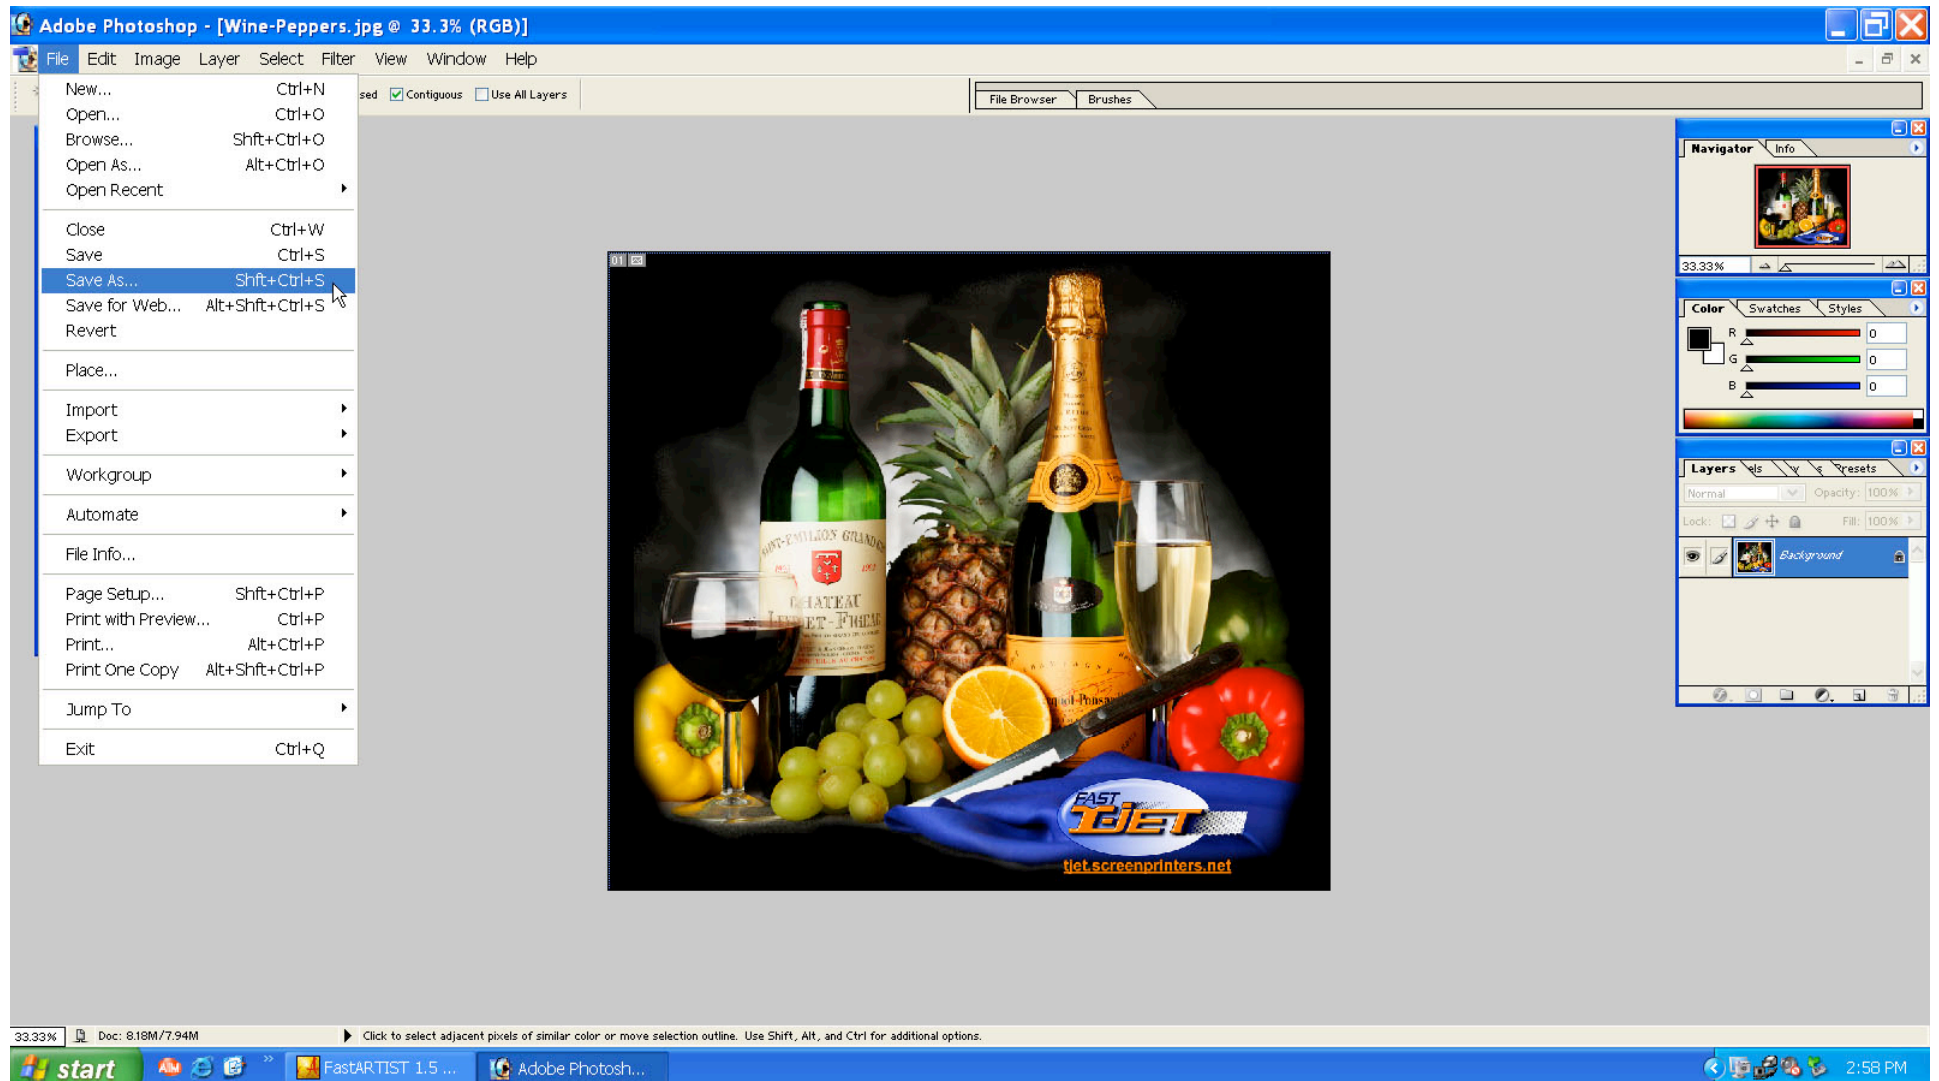 Adobe Photoshop - [Wine-Peppers.jpg @ 33.3% (RGB)]
File Edit Image Layer Select Filter View Window Help
New... Ctrl+N
Open... Ctrl+O
Browse... Shft+Ctrl+O
Open As... Alt+Ctrl+O
Open Recent
Close Ctrl+W
Save Ctrl+S
Save As... Shft+Ctrl+S
Save for Web... Alt+Shft+Ctrl+S
Revert
Place...
Import
Export
Workgroup
Automate
File Info...
Page Setup... Shft+Ctrl+P
Print with Preview... Ctrl+P
Print... Alt+Ctrl+P
Print One Copy Alt+Shft+Ctrl+P
Jump To
Exit Ctrl+Q
sed Contiguous Use All Layers
File Browser Brushes
01
CHATEAU
FAST
T-JET
tjet.screenprinters.net
Navigator Info
33.33%
Color Swatches Styles
R 0
G 0
B 0
Layers els Presets
Normal Opacity: 100%
Lock: Fill: 100%
Background
33.33% Doc: 8.18M/7.94M Click to select adjacent pixels of similar color or move selection outline. Use Shift, Alt, and Ctrl for additional options.
start ATM FastARTIST 1.5 ... Adobe Photosh... 2:58 PM